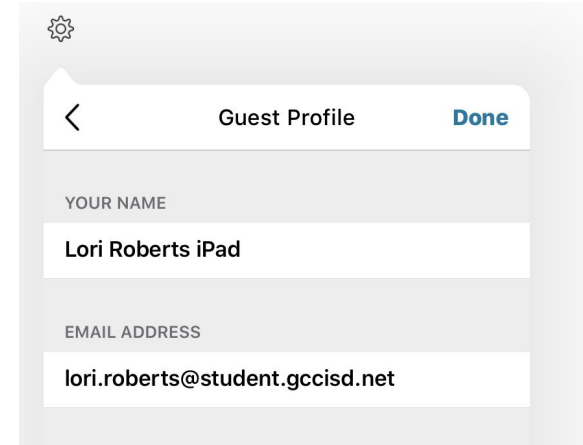 Guest Profile Done
YOUR NAME
Lori Roberts iPad
EMAIL ADDRESS
lori.roberts@student.gccisd.net